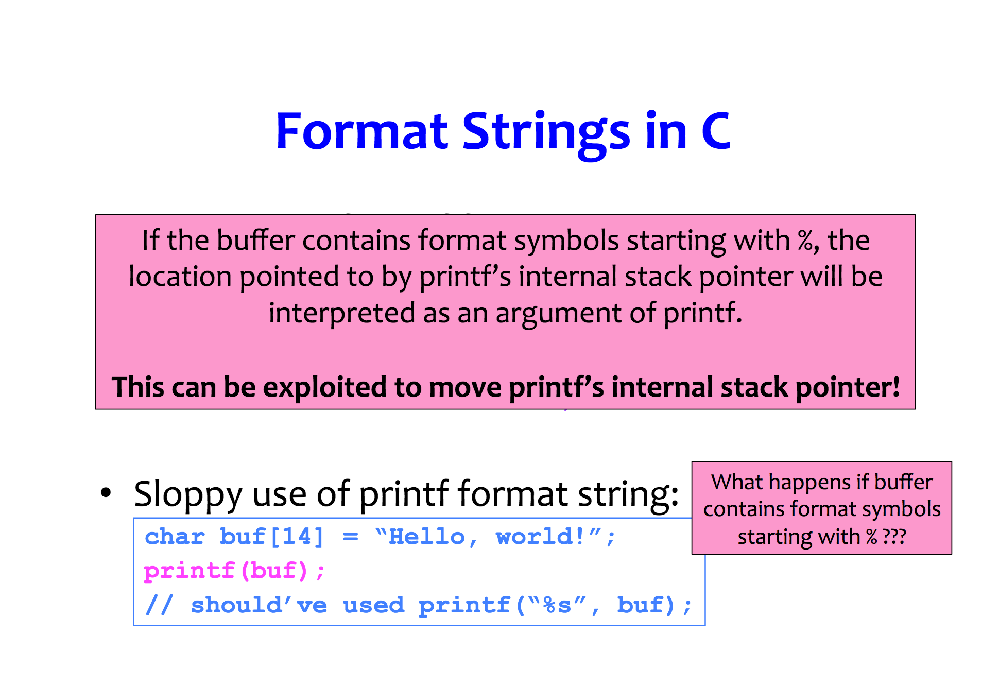 Format Strings in C
If the buffer contains format symbols starting with %, the
location pointed to by printf’s internal stack pointer will be
interpreted as an argument of printf.
This can be exploited to move printf’s internal stack pointer!
• Sloppy use of printf format string:
char buf[14] = “Hello, world!”;
printf(buf);
// should’ve used printf(“%s”, buf);
What happens if buffer
contains format symbols
starting with % ???